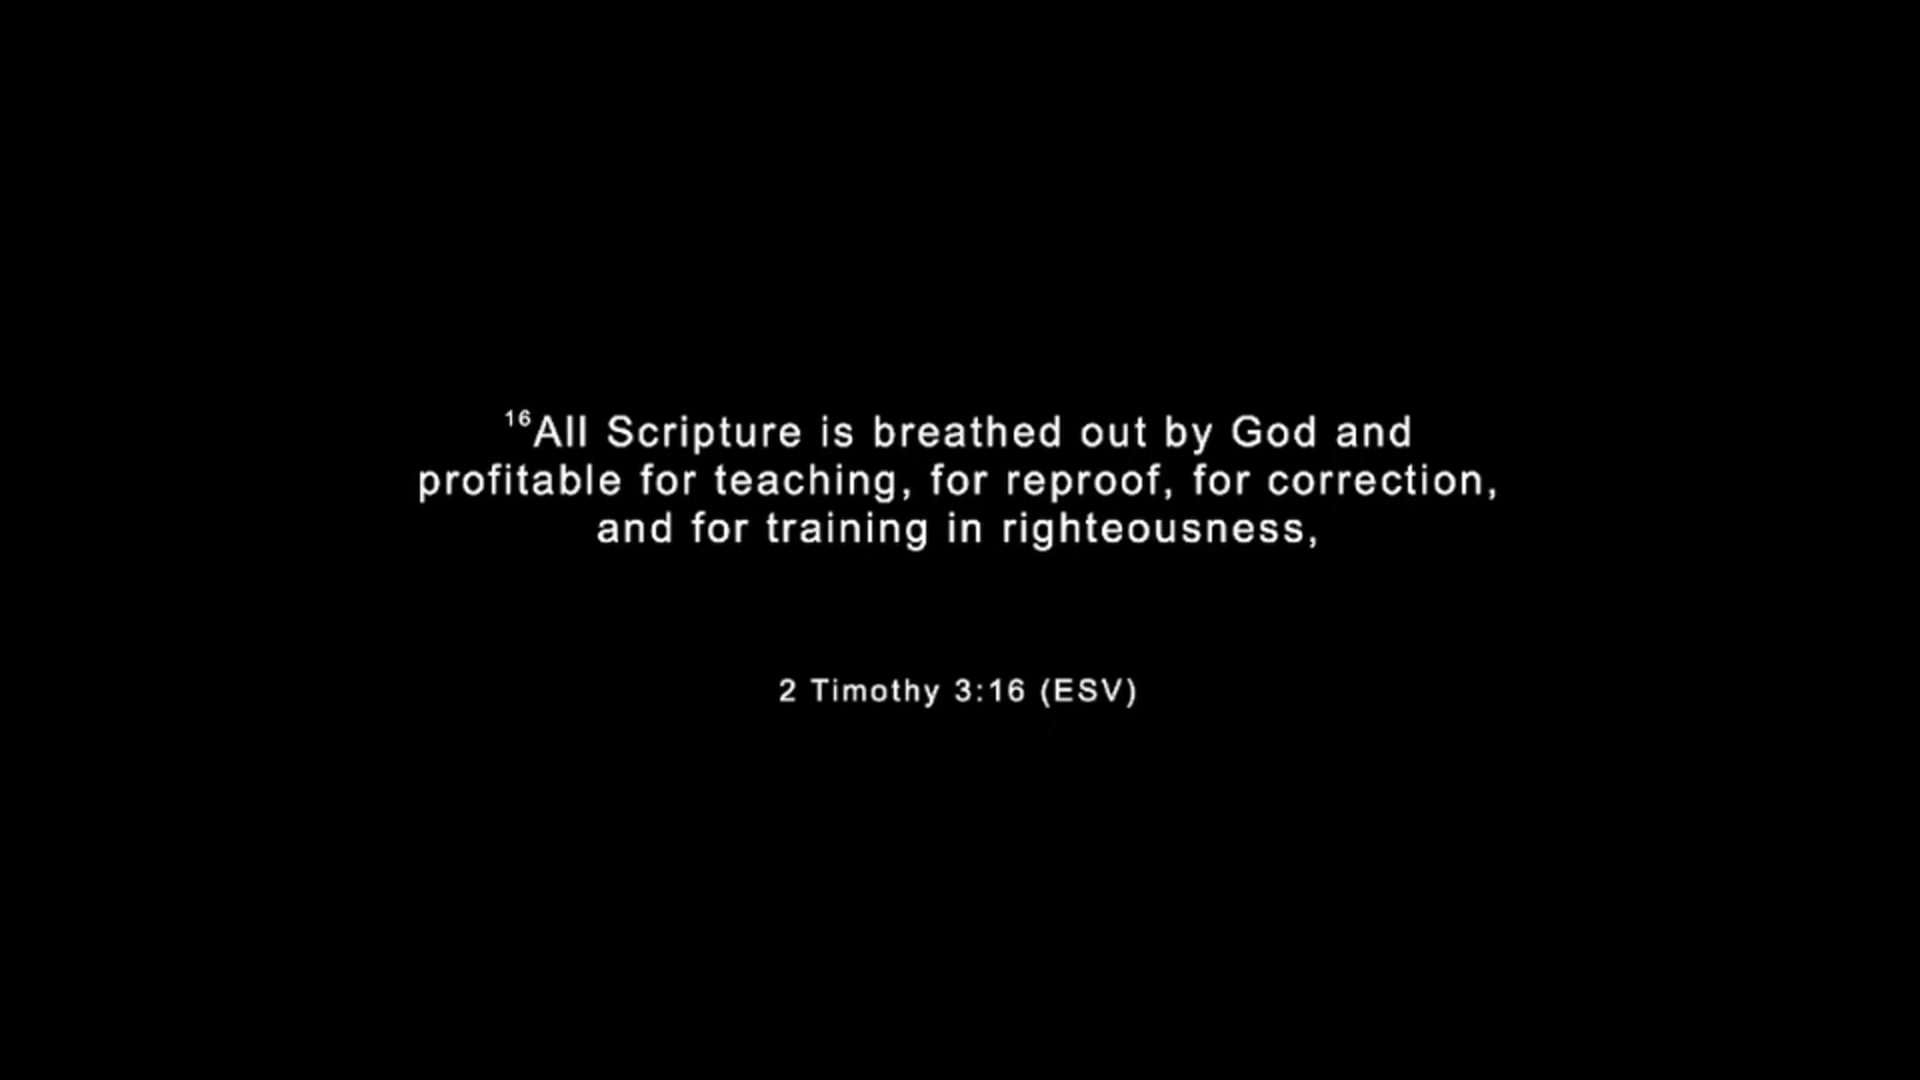 16All Scripture is breathed out by God and
profitable for teaching, for reproof, for correction,
and for training in righteousness,
2 Timothy 3:16 (ESV)